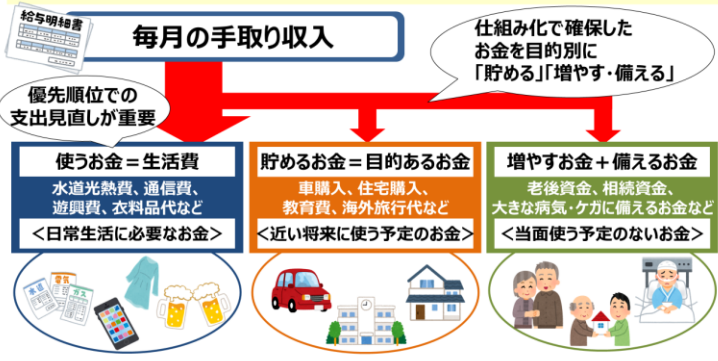 給与明細書
毎月の手取り収入
仕組み化で確保した
お金を目的別に
「貯める」「増やす・備える」
優先順位での
支出見直しが重要
使うお金＝生活費
水道光熱費、通信費、
遊興費、衣料品代など
＜日常生活に必要なお金＞
貯めるお金＝目的あるお金
車購入、住宅購入、
教育費、海外旅行代など
＜近い将来に使う予定のお金＞
増やすお金＋備えるお金
老後資金、相続資金、
大きな病気・ケガに備えるお金など
＜当面使う予定のないお金＞
水道
電気
ガス